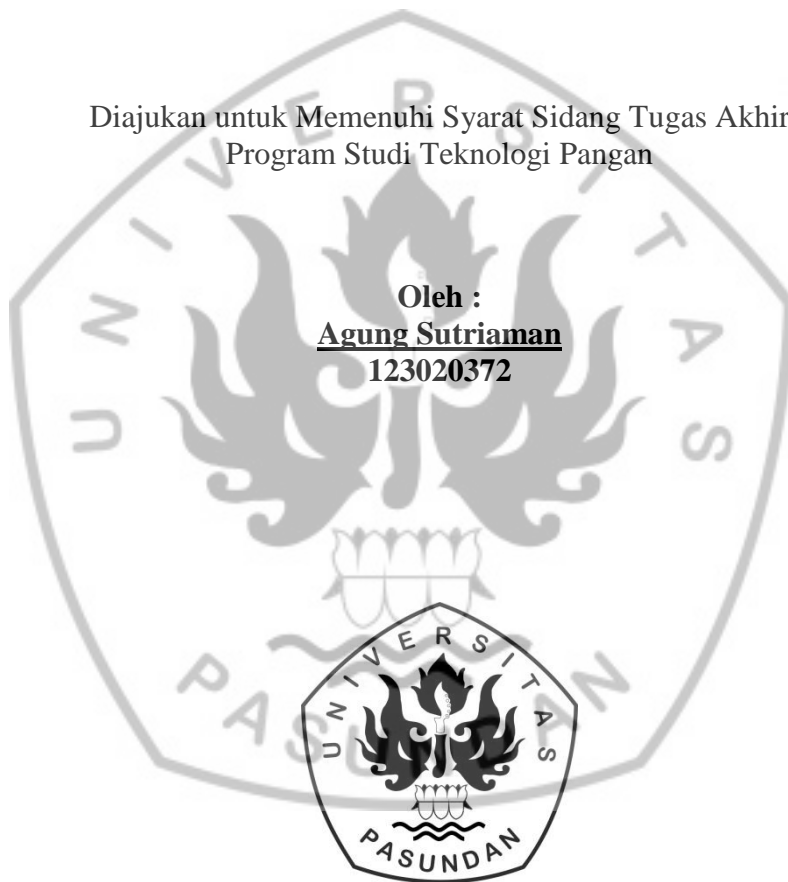 Diajukan untuk Memenuhi Syarat Sidang Tugas Akhir
Program Studi Teknologi Pangan
Oleh :
Agung Sutriaman
123020372
UNIVERSITAS
PASUNDAN
UNIVERSITAS
PASUNDAN